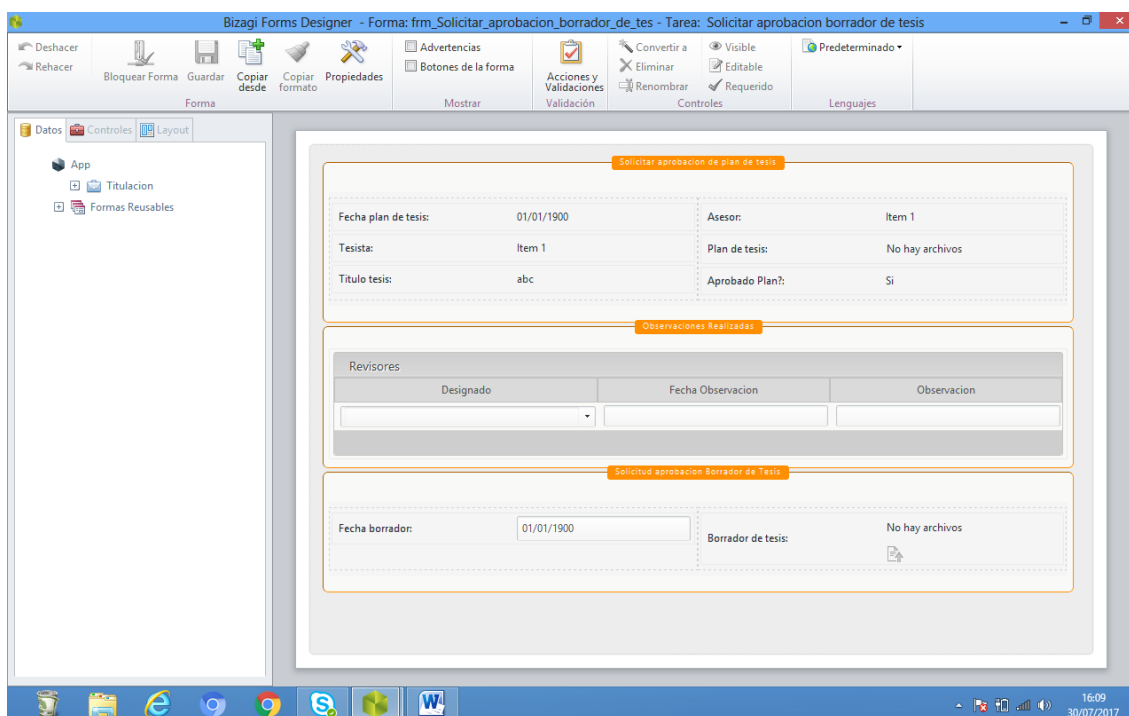 Bizagi Forms Designer - Forma: frm_Solicitar_aprobacion_borrador_de_tes - Tarea: Solicitar aprobacion borrador de tesis
Deshacer
Rehacer
Bloquear Forma
Guardar
Copiar desde
Copiar formato
Propiedades
Forma
Advertencias
Botones de la forma
Mostrar
Acciones y Validaciones
Validación
Convertir a
Eliminar
Renombrar
Visible
Editable
Requerido
Controles
Predeterminado
Lenguajes
Datos
Controles
Layout
App
Titulacion
Formas Reusables
Solicitar aprobacion de plan de tesis
Fecha plan de tesis: 01/01/1900 Asesor: Item 1
Tesista: Item 1 Plan de tesis: No hay archivos
Titulo tesis: abc Aprobado Plan?: Si
Observaciones Realizadas
Revisores
Designado Fecha Observacion Observacion
Solicitud aprobacion Borrador de Tesis
Fecha borrador: 01/01/1900 Borrador de tesis: No hay archivos
16:09
30/07/2017